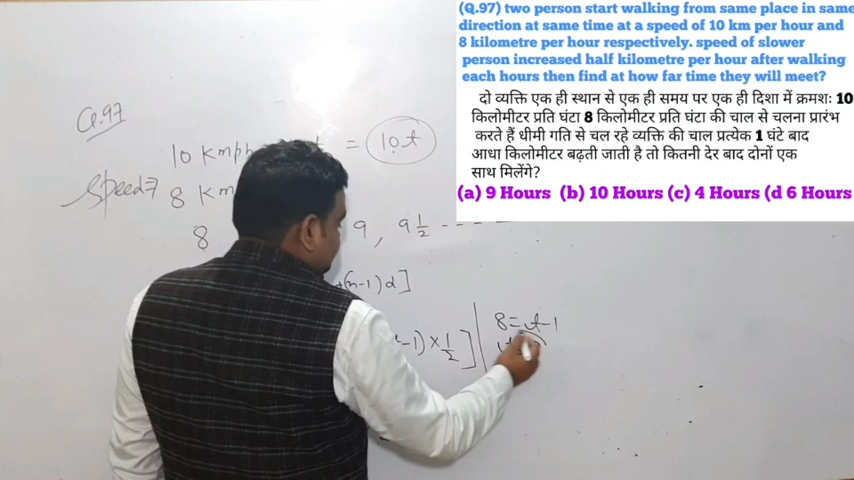 (Q.97) two person start walking from same place in same
direction at same time at a speed of 10 km per hour and
8 kilometre per hour respectively. speed of slower
person increased half kilometre per hour after walking
each hours then find at how far time they will meet?
दो व्यक्ति एक ही स्थान से एक ही समय पर एक ही दिशा में क्रमशः 10
किलोमीटर प्रति घंटा 8 किलोमीटर प्रति घंटा की चाल से चलना प्रारंभ
करते हैं धीमी गति से चल रहे व्यक्ति की चाल प्रत्येक 1 घंटे बाद
आधा किलोमीटर बढ़ती जाती है तो कितनी देर बाद दोनों एक
साथ मिलेंगे?
(a) 9 Hours (b) 10 Hours (c) 4 Hours (d 6 Hours
Q.97
10 Kmph = 10t
Speed⇒ 8 Km
8 9, 9 1/2 ----
(n-1)d]
-1) × 1/2] 8=t-1